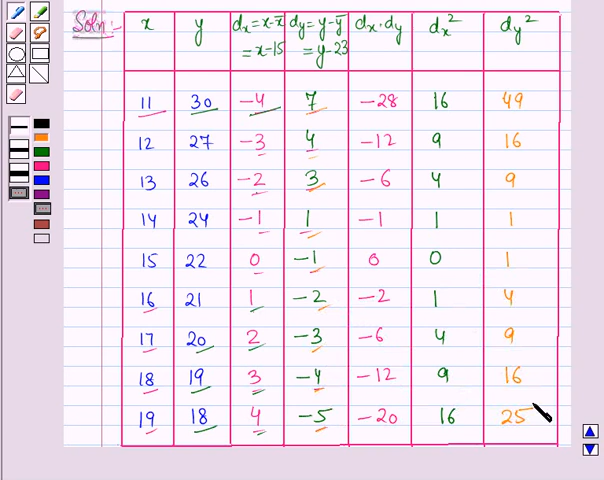 Soln:- x y dx=x-x̄ dy=y-ȳ dx·dy dx² dy²
=x-15 =y-23
11 30 -4 7 -28 16 49
12 27 -3 4 -12 9 16
13 26 -2 3 -6 4 9
14 24 -1 1 -1 1 1
15 22 0 -1 0 0 1
16 21 1 -2 -2 1 4
17 20 2 -3 -6 4 9
18 19 3 -4 -12 9 16
19 18 4 -5 -20 16 25